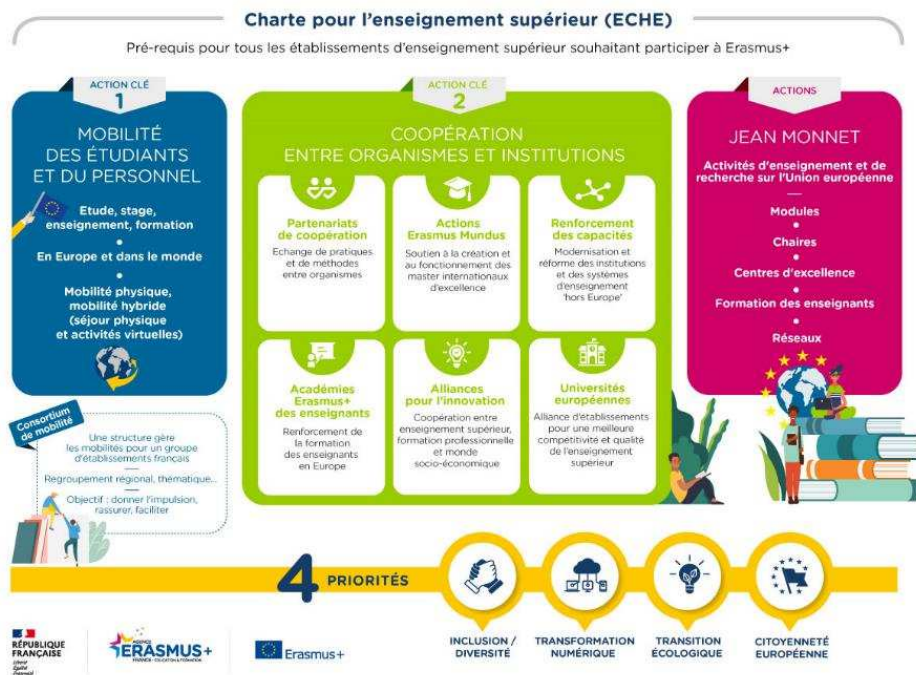 Charte pour l'enseignement supérieur (ECHE)
Pré-requis pour tous les établissements d'enseignement supérieur souhaitant participer à Erasmus+
ACTION CLÉ
1
MOBILITÉ
DES ÉTUDIANTS
ET DU PERSONNEL
Etude, stage,
enseignement, formation
En Europe et dans le monde
Mobilité physique,
mobilité hybride
(séjour physique
et activités virtuelles)
Consortium
de mobilité
Une structure gère
les mobilités pour un groupe
d'établissements français
Regroupement régional, thématique...
Objectif : donner l'impulsion,
rassurer, faciliter
ACTION CLÉ
2
COOPÉRATION
ENTRE ORGANISMES ET INSTITUTIONS
Partenariats
de coopération
Echange de pratiques
et de méthodes
entre organismes
Actions
Erasmus Mundus
Soutien à la création et
au fonctionnement des
master internationaux
d'excellence
Renforcement
des capacités
Modernisation et
réforme des institutions
et des systèmes
d'enseignement
'hors Europe'
Académies
Erasmus+
des enseignants
Renforcement de
la formation
des enseignants
en Europe
Alliances
pour l'innovation
Coopération entre
enseignement supérieur,
formation professionnelle
et monde
socio-économique
Universités
européennes
Alliance d'établissements
pour une meilleure
competitivité et qualité
de l'enseignement
supérieur
ACTIONS
JEAN MONNET
Activités d'enseignement et de
recherche sur l'Union européenne
Modules
Chaires
Centres d'excellence
Formation des enseignants
Réseaux
4 PRIORITÉS
INCLUSION /
DIVERSITÉ
TRANSFORMATION
NUMÉRIQUE
TRANSITION
ÉCOLOGIQUE
CITOYENNETÉ
EUROPÉENNE
RÉPUBLIQUE
FRANÇAISE
Liberté
Égalité
Fraternité
AGENCE
ERASMUS+
FRANCE / ÉDUCATION & FORMATION
Erasmus+